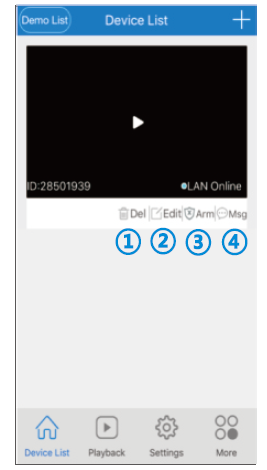 Demo List Device List +
ID:28501939 LAN Online
Del Edit Arm Msg
① ② ③ ④
Device List Playback Settings More